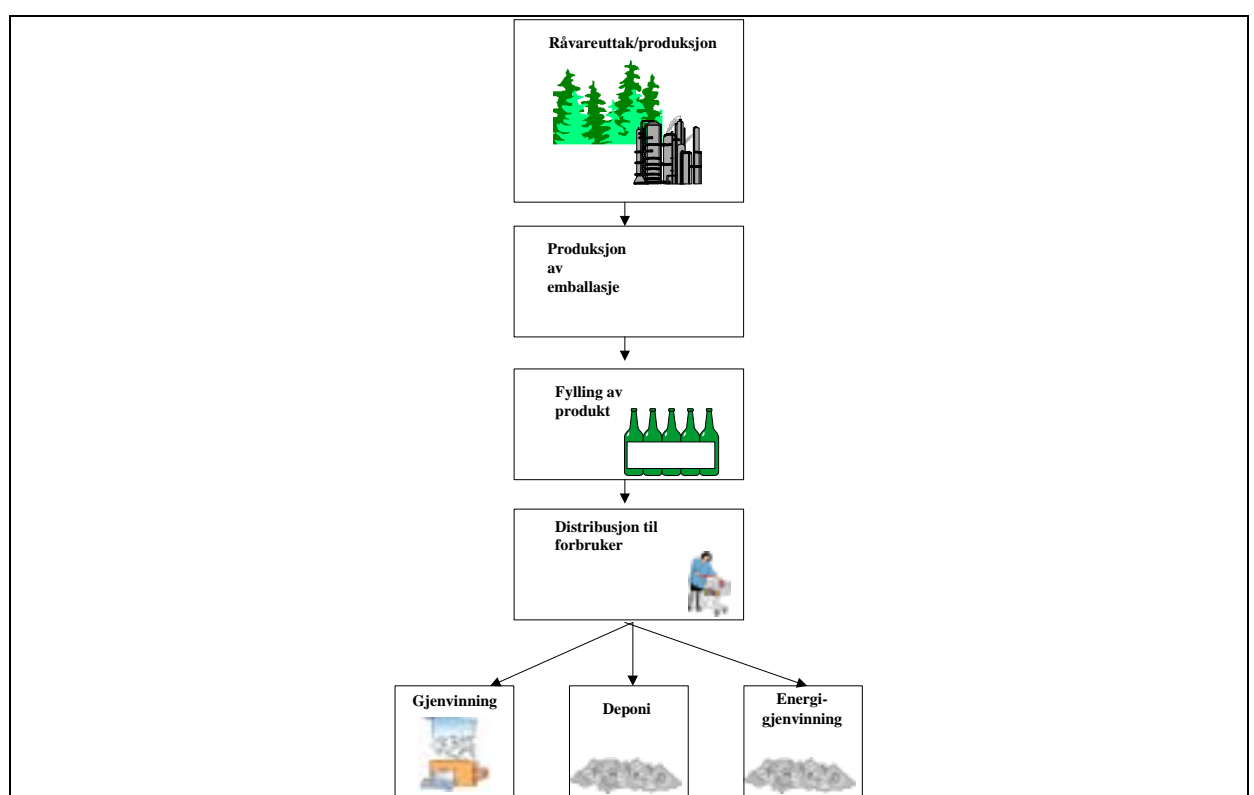 Råvareuttak/produksjon
Produksjon
av
emballasje
Fylling av
produkt
Distribusjon til
forbruker
Gjenvinning
Deponi
Energi-
gjenvinning